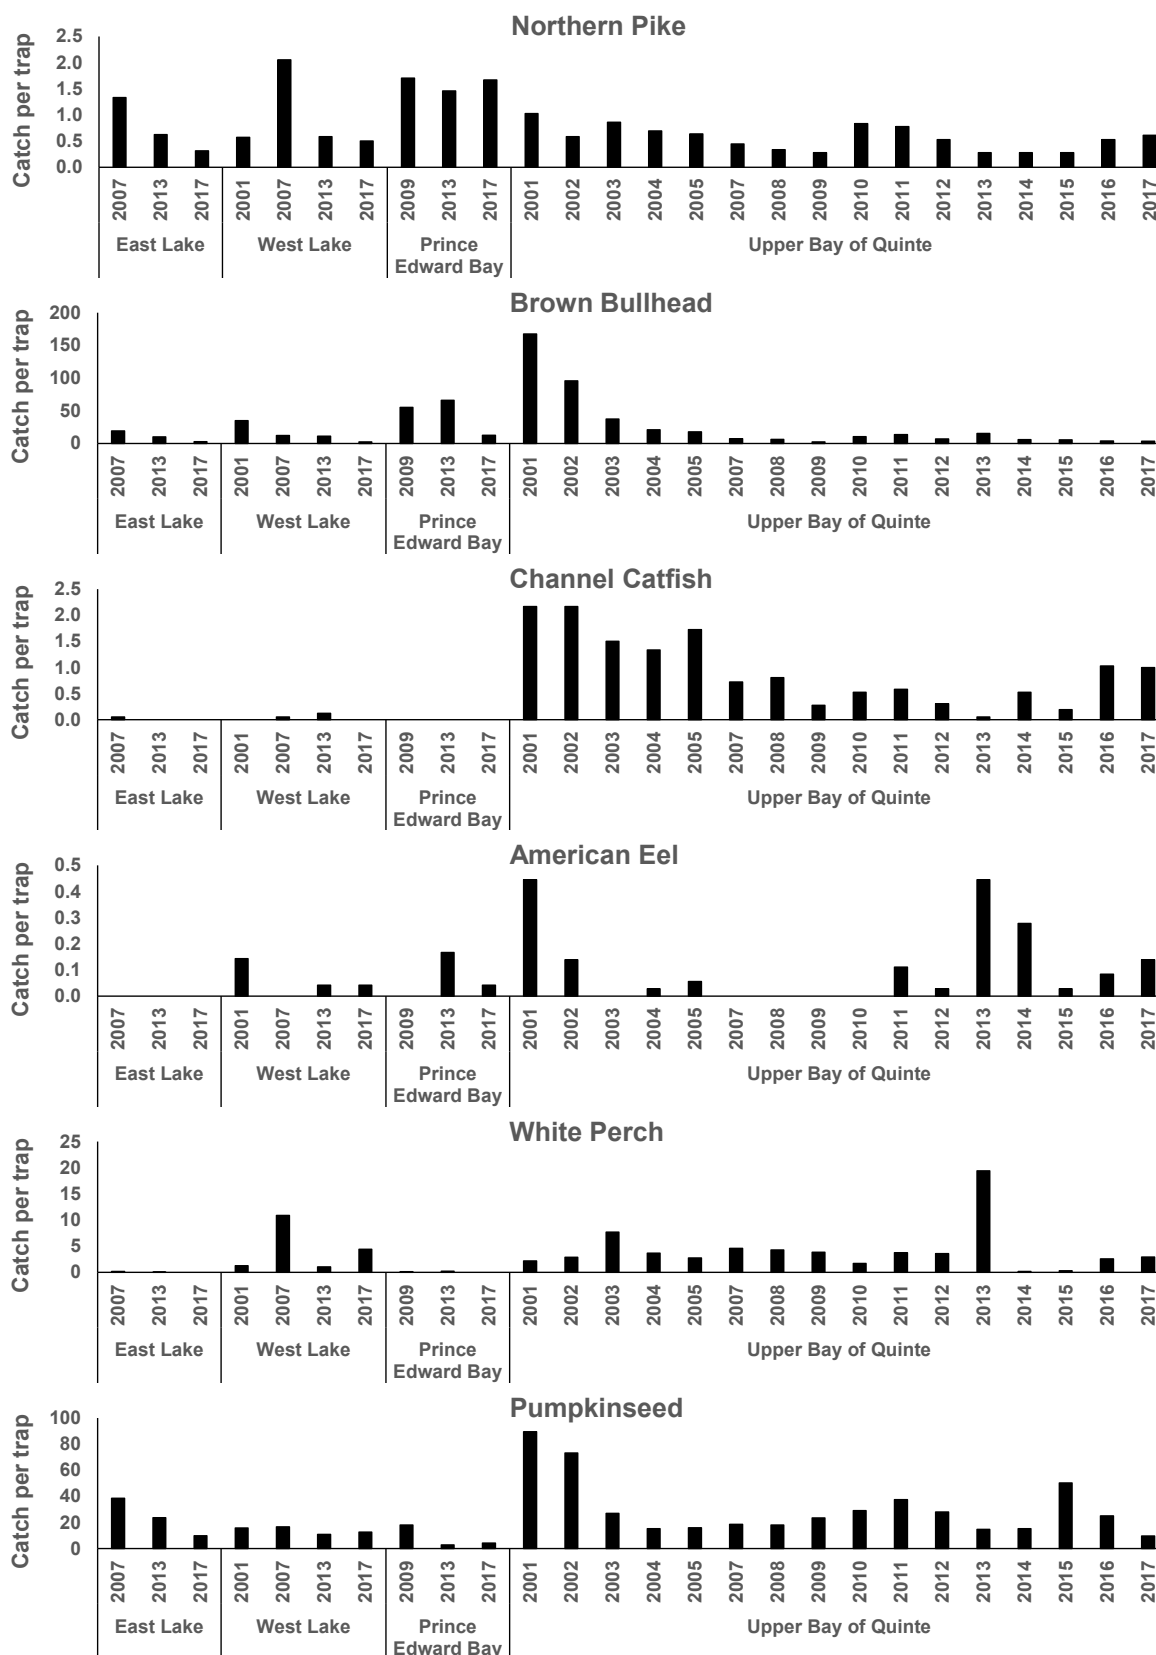 Northern Pike
Catch per trap
2.5
2.0
1.5
1.0
0.5
0.0
2007 2013 2017 2001 2007 2013 2017 2009 2013 2017 2001 2002 2003 2004 2005 2007 2008 2009 2010 2011 2012 2013 2014 2015 2016 2017
East Lake West Lake Prince Upper Bay of Quinte
Edward Bay
Brown Bullhead
Catch per trap
200
150
100
50
0
2007 2013 2017 2001 2007 2013 2017 2009 2013 2017 2001 2002 2003 2004 2005 2007 2008 2009 2010 2011 2012 2013 2014 2015 2016 2017
East Lake West Lake Prince Upper Bay of Quinte
Edward Bay
Channel Catfish
Catch per trap
2.5
2.0
1.5
1.0
0.5
0.0
2007 2013 2017 2001 2007 2013 2017 2009 2013 2017 2001 2002 2003 2004 2005 2007 2008 2009 2010 2011 2012 2013 2014 2015 2016 2017
East Lake West Lake Prince Upper Bay of Quinte
Edward Bay
American Eel
Catch per trap
0.5
0.4
0.3
0.2
0.1
0.0
2007 2013 2017 2001 2007 2013 2017 2009 2013 2017 2001 2002 2003 2004 2005 2007 2008 2009 2010 2011 2012 2013 2014 2015 2016 2017
East Lake West Lake Prince Upper Bay of Quinte
Edward Bay
White Perch
Catch per trap
25
20
15
10
5
0
2007 2013 2017 2001 2007 2013 2017 2009 2013 2017 2001 2002 2003 2004 2005 2007 2008 2009 2010 2011 2012 2013 2014 2015 2016 2017
East Lake West Lake Prince Upper Bay of Quinte
Edward Bay
Pumpkinseed
Catch per trap
100
80
60
40
20
0
2007 2013 2017 2001 2007 2013 2017 2009 2013 2017 2001 2002 2003 2004 2005 2007 2008 2009 2010 2011 2012 2013 2014 2015 2016 2017
East Lake West Lake Prince Upper Bay of Quinte
Edward Bay